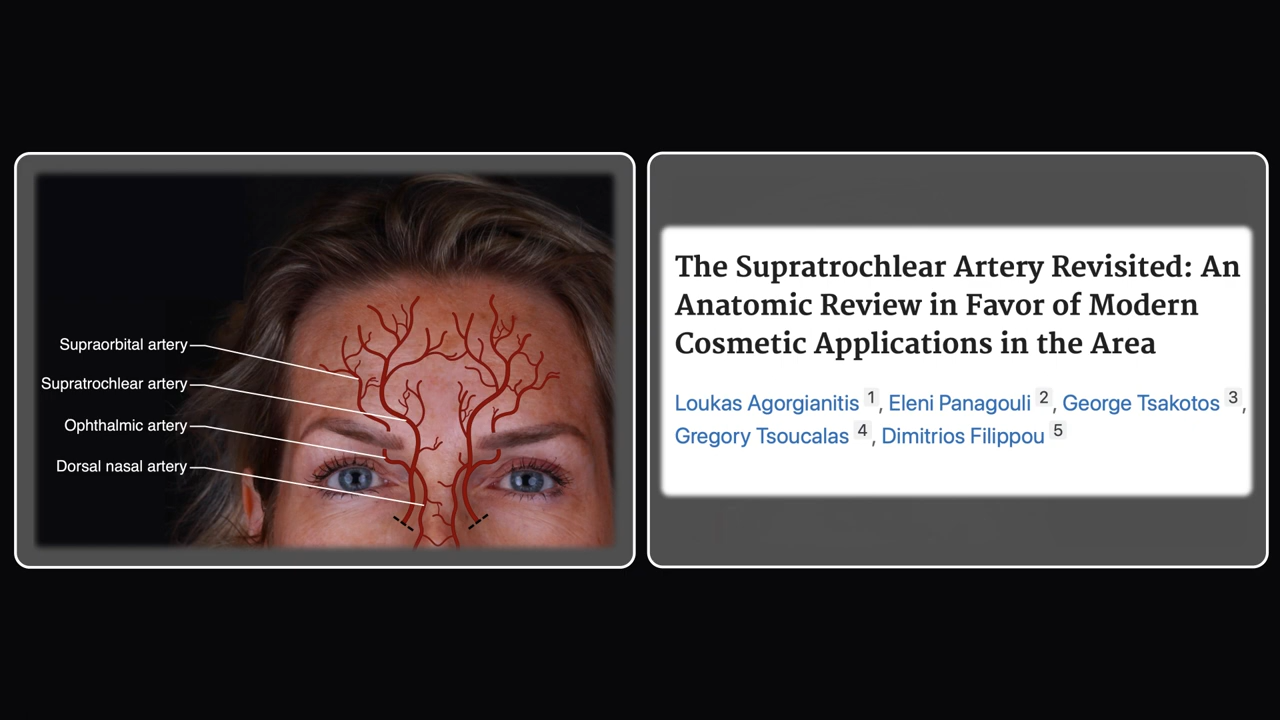 Supraorbital artery
Supratrochlear artery
Ophthalmic artery
Dorsal nasal artery
The Supratrochlear Artery Revisited: An
Anatomic Review in Favor of Modern
Cosmetic Applications in the Area
Loukas Agorgianitis 1, Eleni Panagouli 2, George Tsakotos 3,
Gregory Tsoucalas 4, Dimitrios Filippou 5